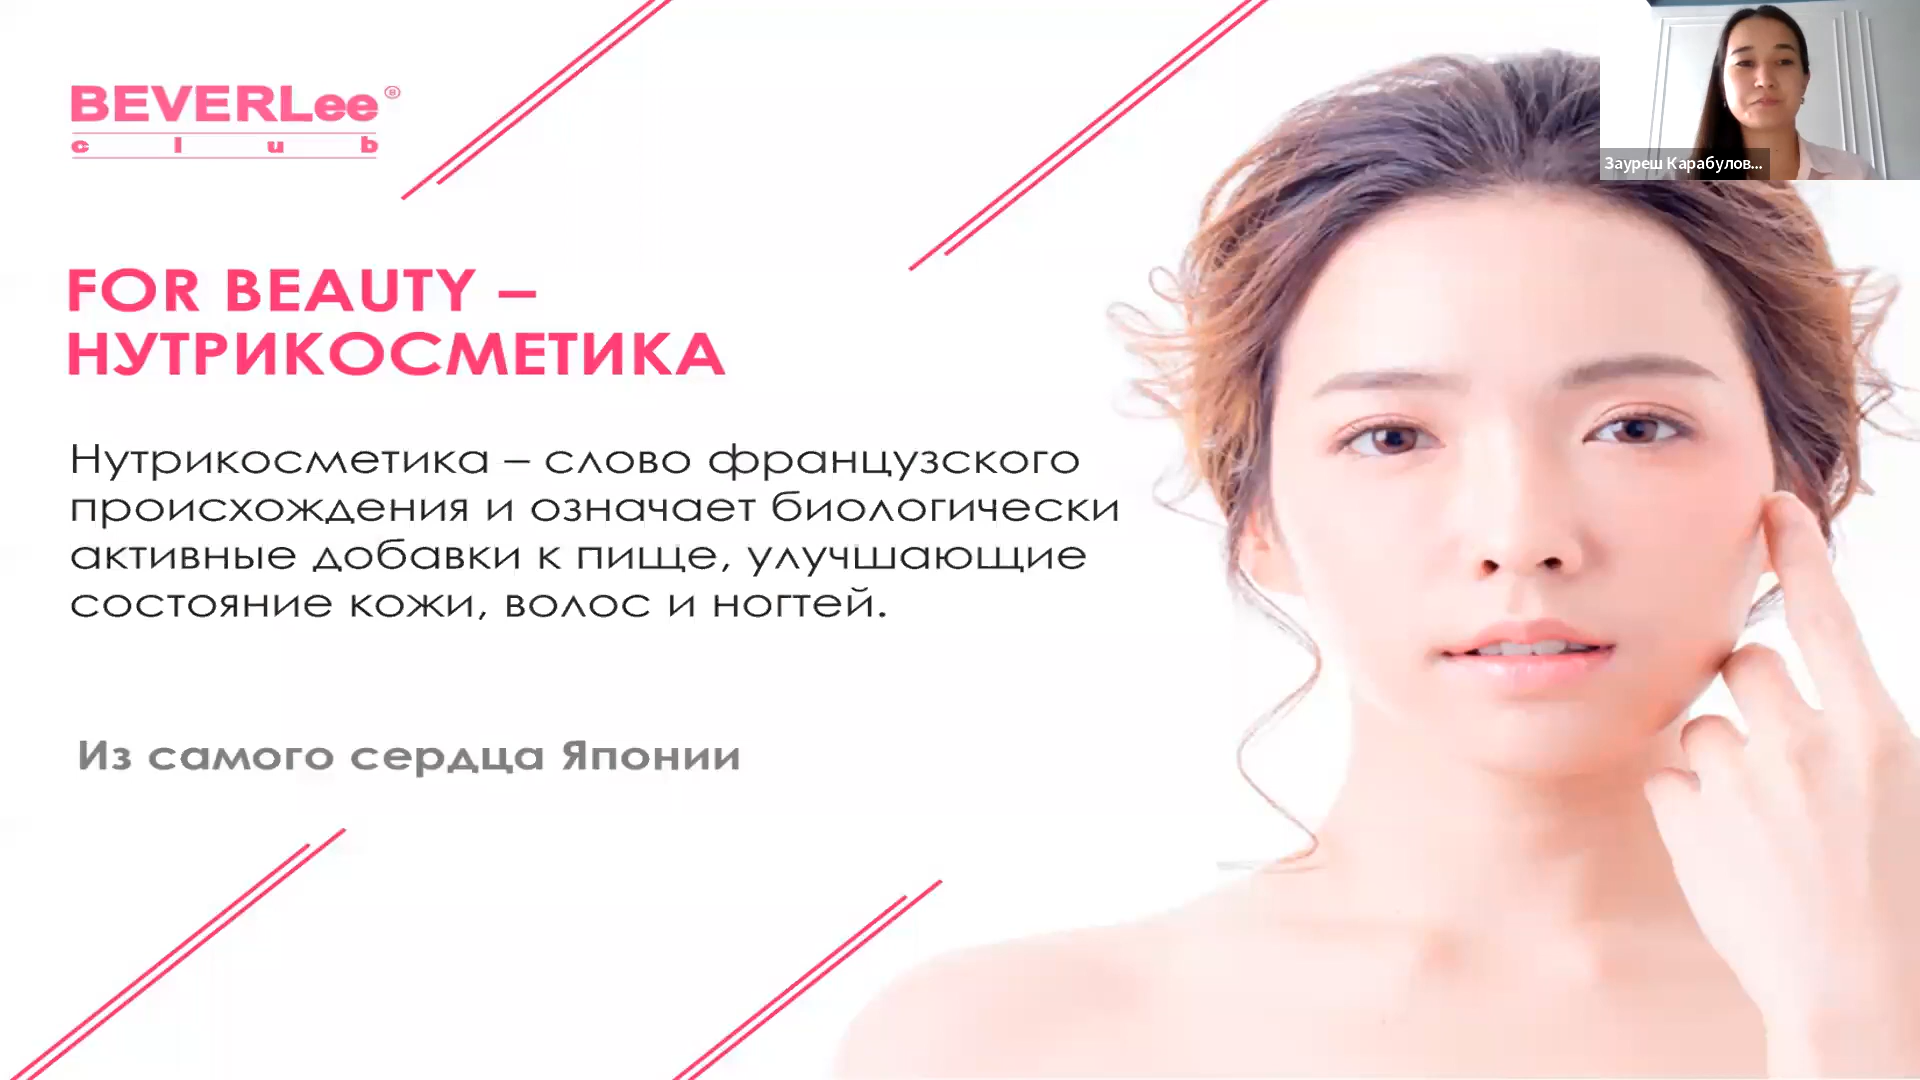 BEVERLee®
club
FOR BEAUTY –
НУТРИКОСМЕТИКА
Нутрикосметика – слово французского
происхождения и означает биологически
активные добавки к пище, улучшающие
состояние кожи, волос и ногтей.
Из самого сердца Японии
Зауреш Карабулов...